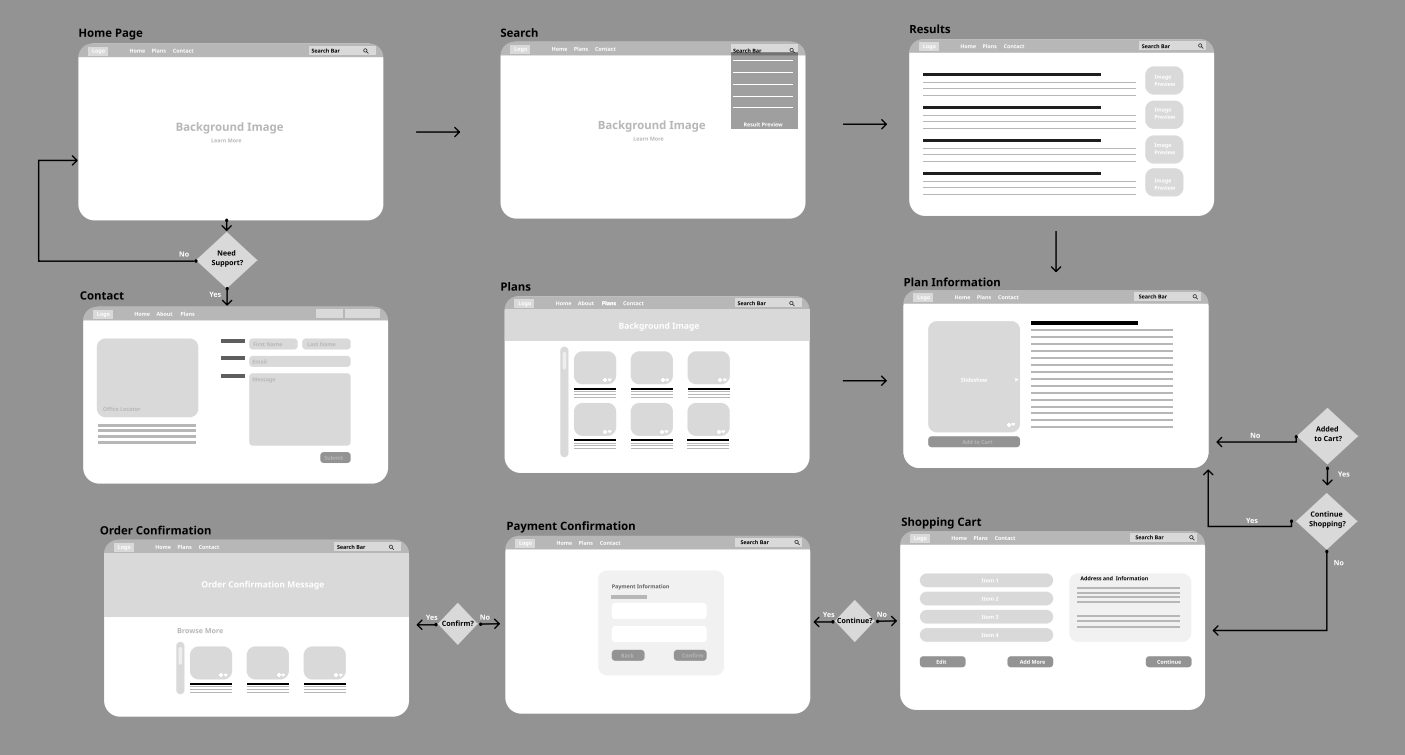 Home Page
Logo Home Plans Contact Search Bar
Background Image
Learn More
Need
Support?
No
Yes
Search
Logo Home Plans Contact Search Bar
Background Image
Learn More
Result Preview
Results
Logo Home Plans Contact Search Bar
Image
Preview
Image
Preview
Image
Preview
Image
Preview
Contact
Logo Home About Plans
Office Locator
First Name Last Name
Email
Message
Submit
Plans
Logo Home About Plans Contact Search Bar
Background Image
Plan Information
Logo Home Plans Contact Search Bar
Slideshow
Add to Cart
Added
to Cart?
No
Yes
Continue
Shopping?
Yes
No
Order Confirmation
Logo Home Plans Contact Search Bar
Order Confirmation Message
Browse More
Yes Confirm? No
Payment Confirmation
Logo Home Plans Contact Search Bar
Payment Information
Back Confirm
Yes Continue? No
Shopping Cart
Logo Home Plans Contact Search Bar
Item 1
Item 2
Item 3
Item 4
Address and Information
Edit Add More Continue